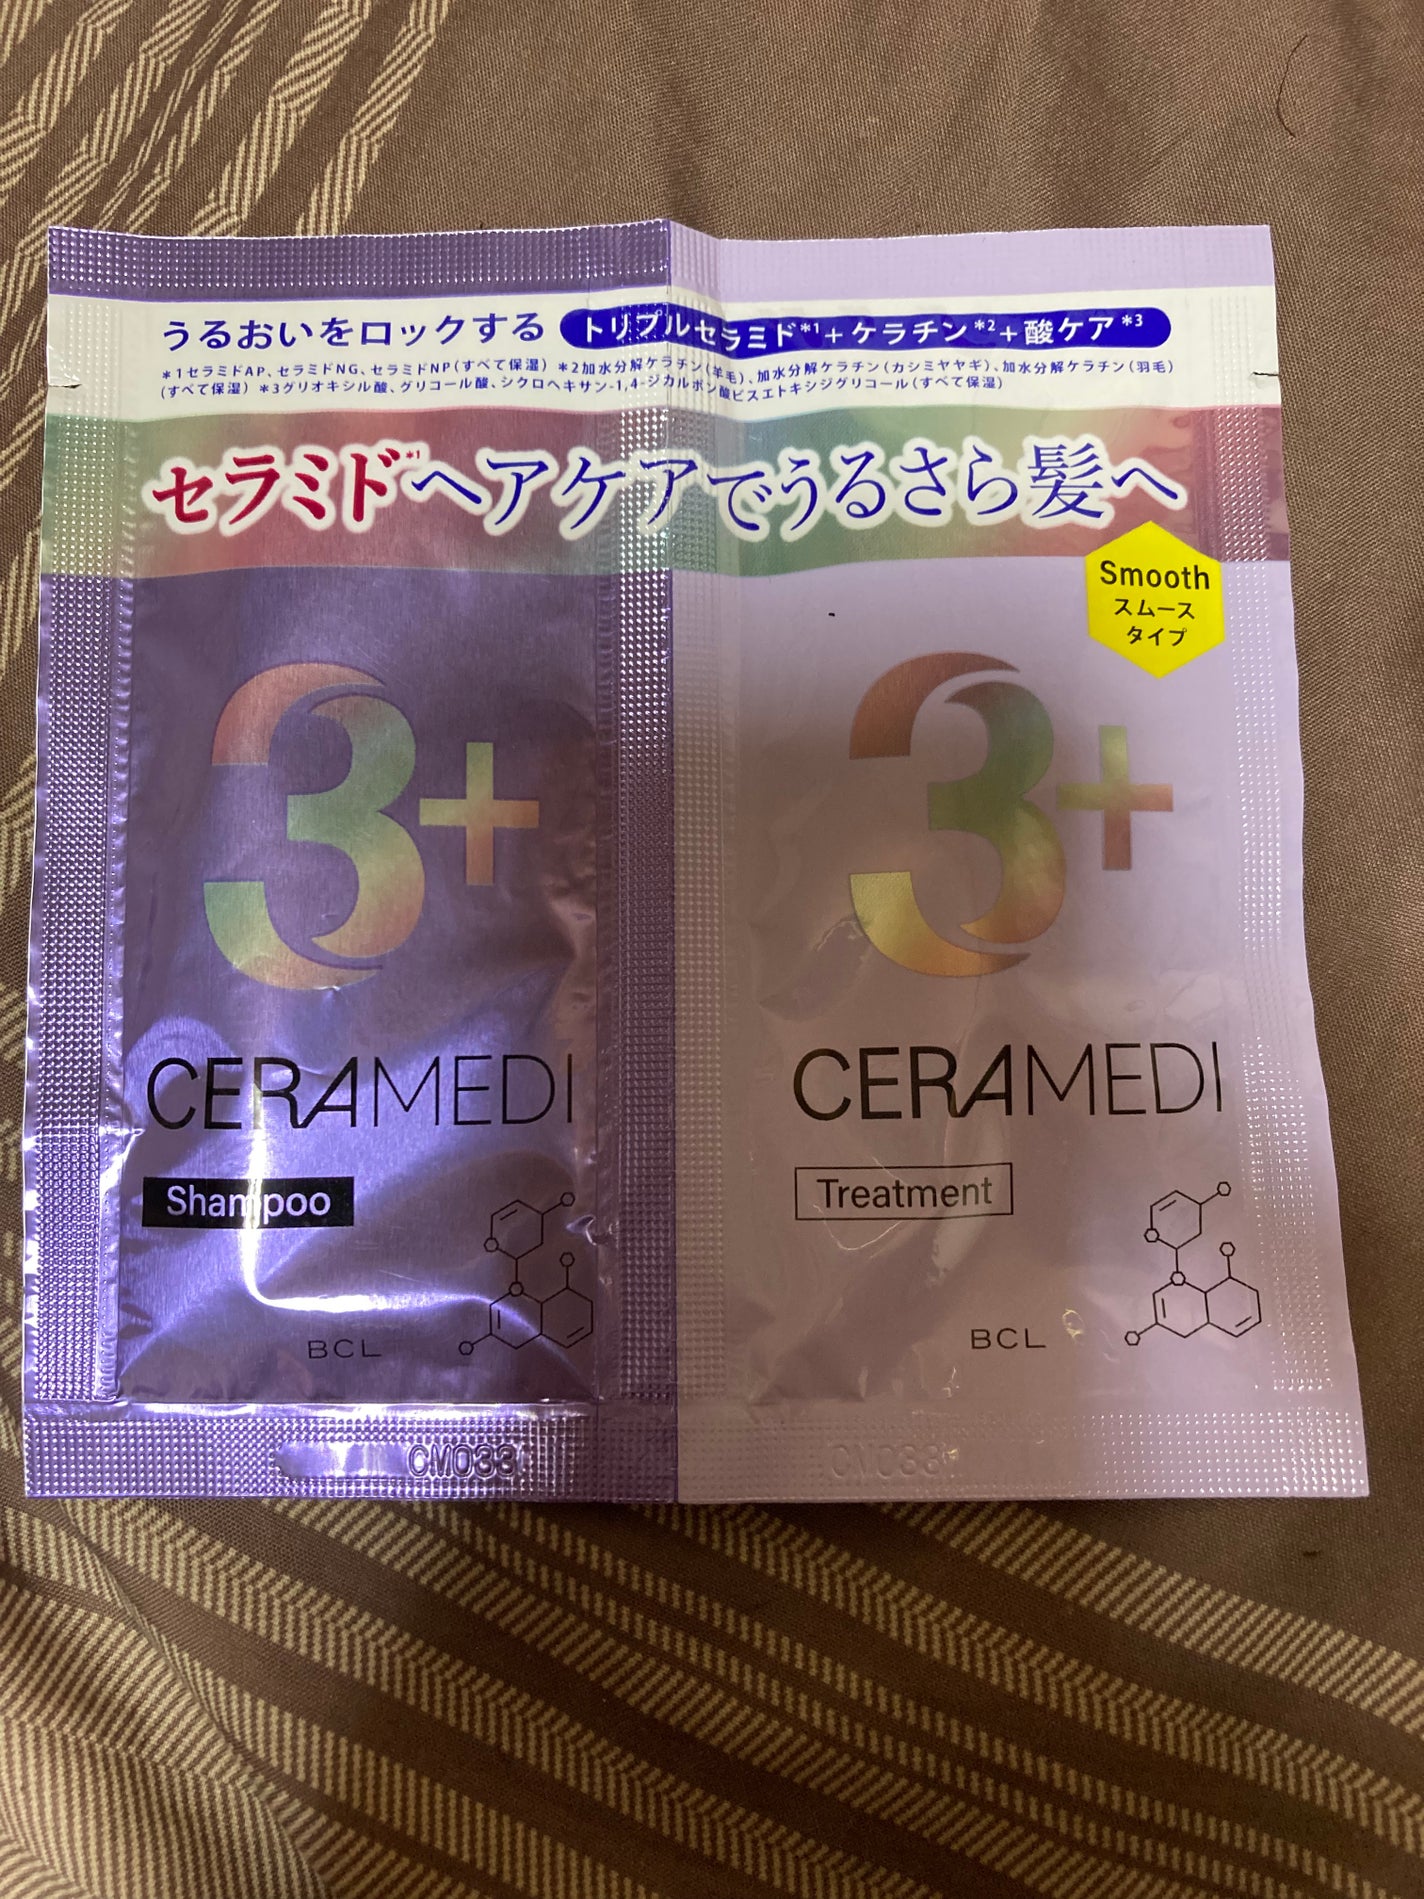 うるおいをロックする トリプルセラミド*1+ケラチン*2+酸ケア*3
*1セラミドAP、セラミドNG、セラミドNP(すべて保湿) *2加水分解ケラチン(羊毛)、加水分解ケラチン(カシミヤヤギ)、加水分解ケラチン(羽毛)
(すべて保湿) *3グリオキシル酸、グリコール酸、シクロヘキサン-1,4-ジカルボン酸ビスエトキシジグリコール(すべて保湿)
セラミド*1ヘアケアでうるさら髪へ
Smooth
スムース
タイプ
3+
CERAMEDI
Shampoo
BCL
CM033
3+
CERAMEDI
Treatment
BCL
CM033